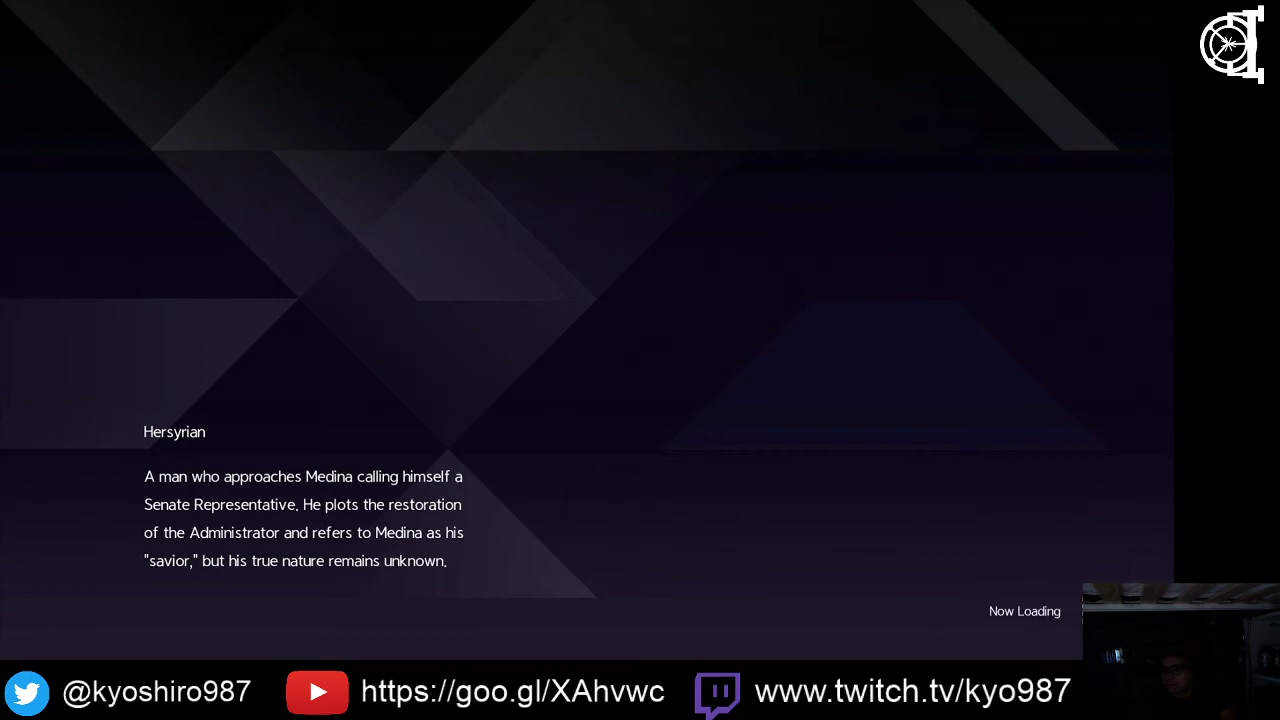 Hersyrian
A man who approaches Medina calling himself a
Senate Representative. He plots the restoration
of the Administrator and refers to Medina as his
"savior," but his true nature remains unknown.
Now Loading
@kyoshiro987
https://goo.gl/XAhvwc
www.twitch.tv/kyo987